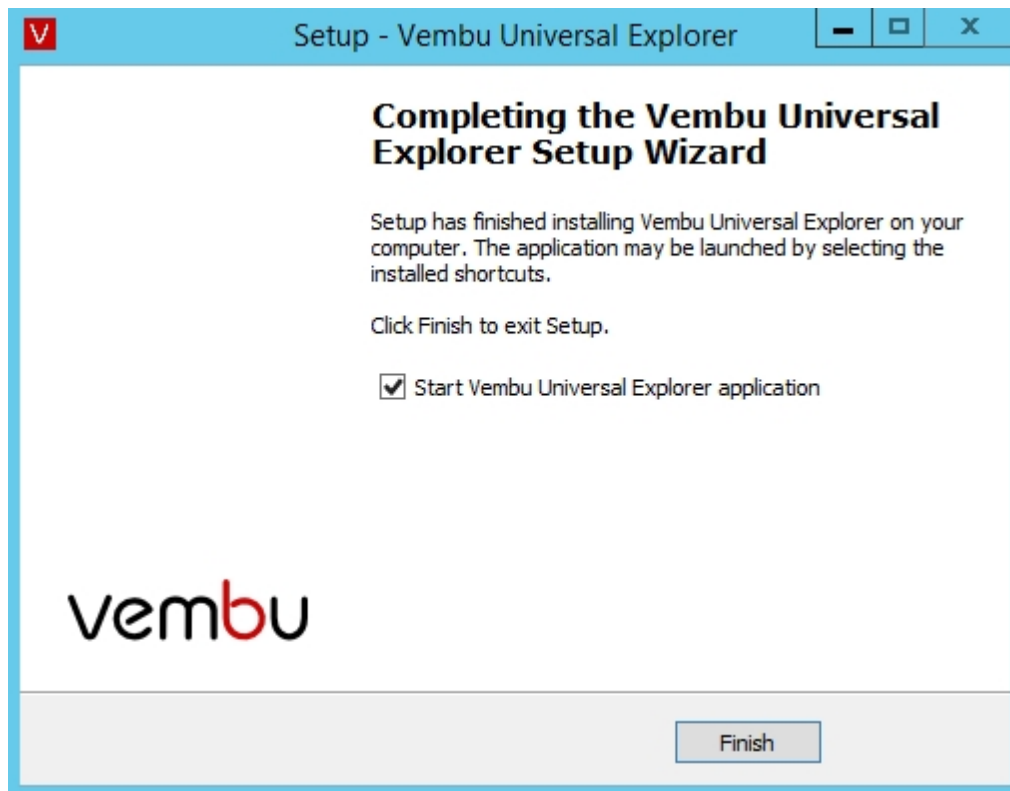 V
Setup - Vembu Universal Explorer
x
Completing the Vembu Universal
Explorer Setup Wizard
Setup has finished installing Vembu Universal Explorer on your
computer. The application may be launched by selecting the
installed shortcuts.
Click Finish to exit Setup.
Start Vembu Universal Explorer application
vembu
Finish